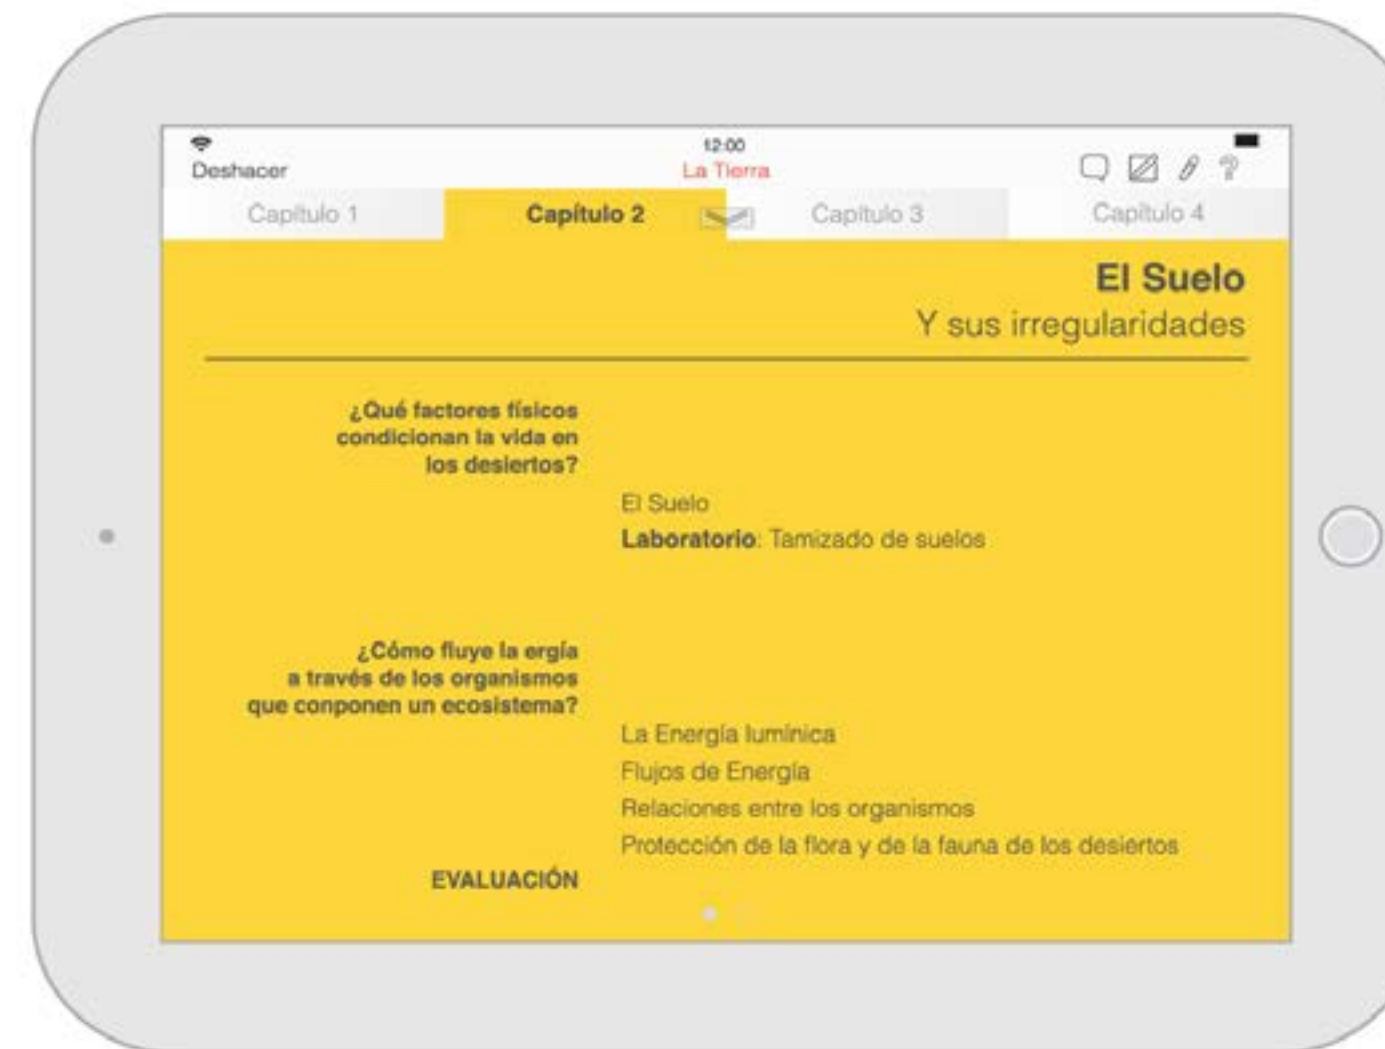 12:00
Deshacer
La Tierra
Capítulo 1
Capítulo 2
Capítulo 3
Capítulo 4
El Suelo
Y sus irregularidades
¿Qué factores físicos
condicionan la vida en
los desiertos?
El Suelo
Laboratorio: Tamizado de suelos
¿Cómo fluye la ergía
a través de los organismos
que conponen un ecosistema?
La Energía lumínica
Flujos de Energía
Relaciones entre los organismos
Protección de la flora y de la fauna de los desiertos
EVALUACIÓN